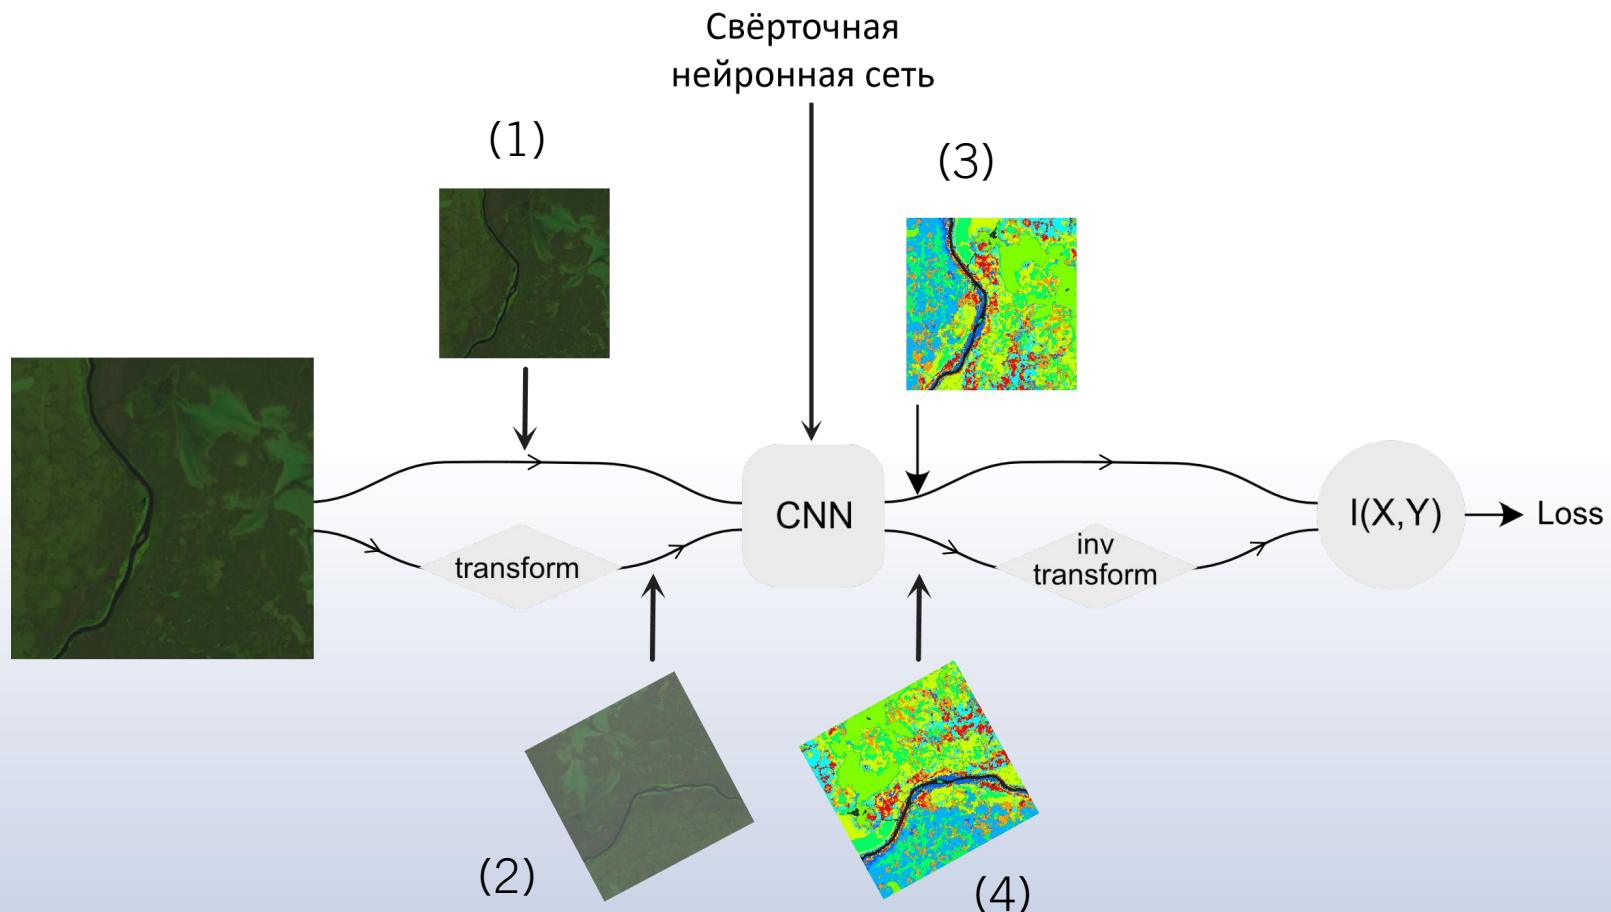 Свёрточная
нейронная сеть
(1)
(3)
transform
CNN
inv
transform
I(X,Y)
Loss
(2)
(4)